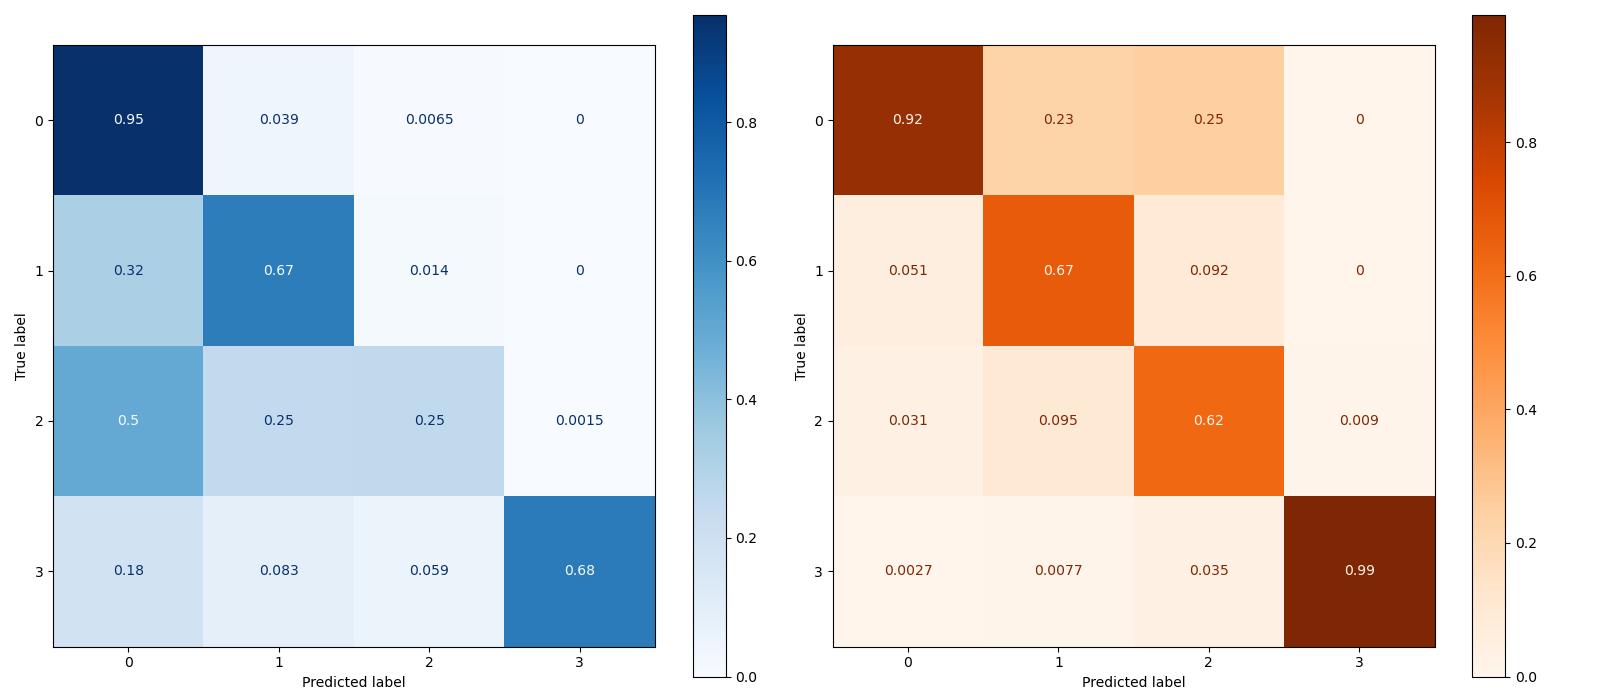 0 0.95 0.039 0.0065 0
1 0.32 0.67 0.014 0
2 0.5 0.25 0.25 0.0015
3 0.18 0.083 0.059 0.68
0 1 2 3
Predicted label
True label
0.8
0.6
0.4
0.2
0.0
0 0.92 0.23 0.25 0
1 0.051 0.67 0.092 0
2 0.031 0.095 0.62 0.009
3 0.0027 0.0077 0.035 0.99
0 1 2 3
Predicted label
True label
0.8
0.6
0.4
0.2
0.0